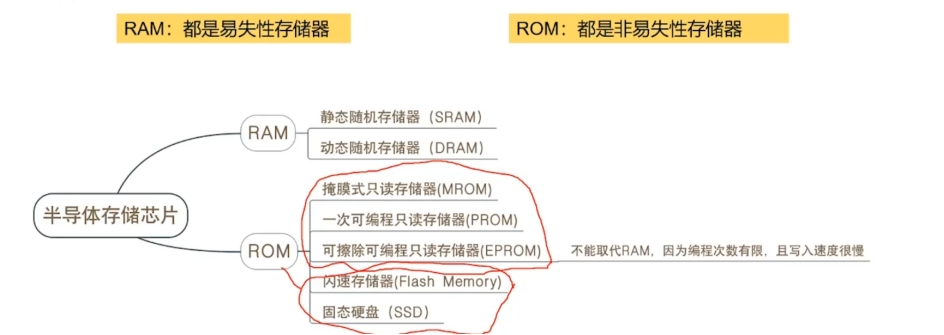 RAM：都是易失性存储器
ROM：都是非易失性存储器
半导体存储芯片
RAM
静态随机存储器（SRAM）
动态随机存储器（DRAM）
ROM
掩膜式只读存储器(MROM)
一次可编程只读存储器(PROM)
可擦除可编程只读存储器(EPROM)
不能取代RAM，因为编程次数有限，且写入速度很慢
闪速存储器(Flash Memory)
固态硬盘（SSD）